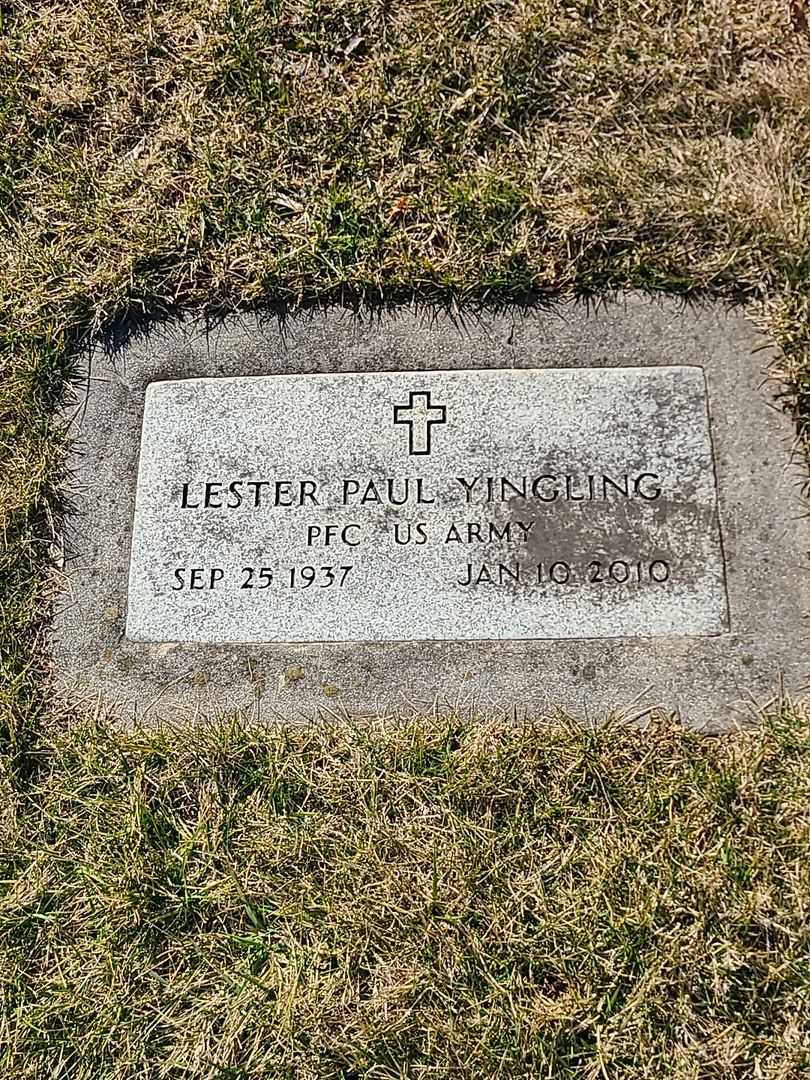 LESTER PAUL YINGLING
PFC US ARMY
SEP 25 1937 JAN 10 2010